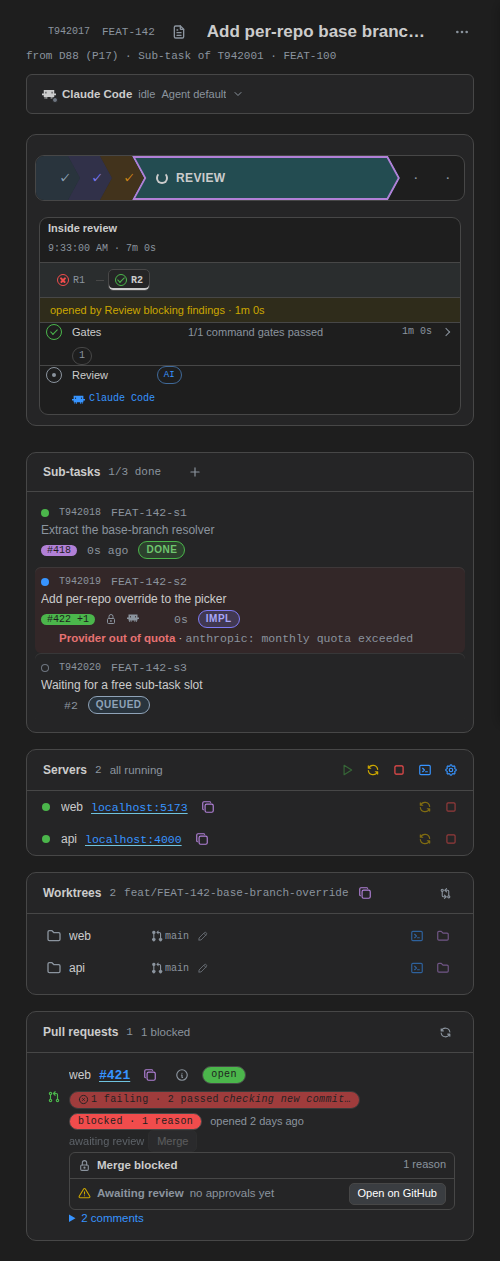 T942017 FEAT-142 Add per-repo base branc…
from D88 (P17) · Sub-task of T942001 · FEAT-100
Claude Code idle Agent default
REVIEW
Inside review
9:33:00 AM · 7m 0s
R1 — R2
opened by Review blocking findings · 1m 0s
Gates 1/1 command gates passed 1m 0s
1
Review AI
Claude Code
Sub-tasks 1/3 done
T942018 FEAT-142-s1
Extract the base-branch resolver
#418 0s ago DONE
T942019 FEAT-142-s2
Add per-repo override to the picker
#422 +1 0s IMPL
Provider out of quota · anthropic: monthly quota exceeded
T942020 FEAT-142-s3
Waiting for a free sub-task slot
#2 QUEUED
Servers 2 all running
web localhost:5173
api localhost:4000
Worktrees 2 feat/FEAT-142-base-branch-override
web main
api main
Pull requests 1 1 blocked
web #421 open
1 failing · 2 passed checking new commit…
blocked · 1 reason opened 2 days ago
awaiting review Merge
Merge blocked 1 reason
Awaiting review no approvals yet Open on GitHub
2 comments